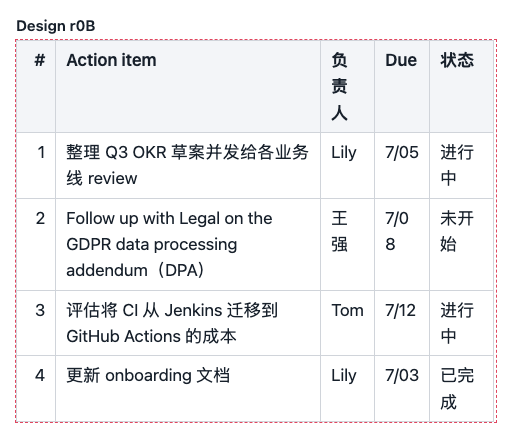 Design r0B
# Action item 负责人 Due 状态
1 整理 Q3 OKR 草案并发给各业务线 review Lily 7/05 进行中
2 Follow up with Legal on the GDPR data processing addendum（DPA） 王强 7/08 未开始
3 评估将 CI 从 Jenkins 迁移到 GitHub Actions 的成本 Tom 7/12 进行中
4 更新 onboarding 文档 Lily 7/03 已完成